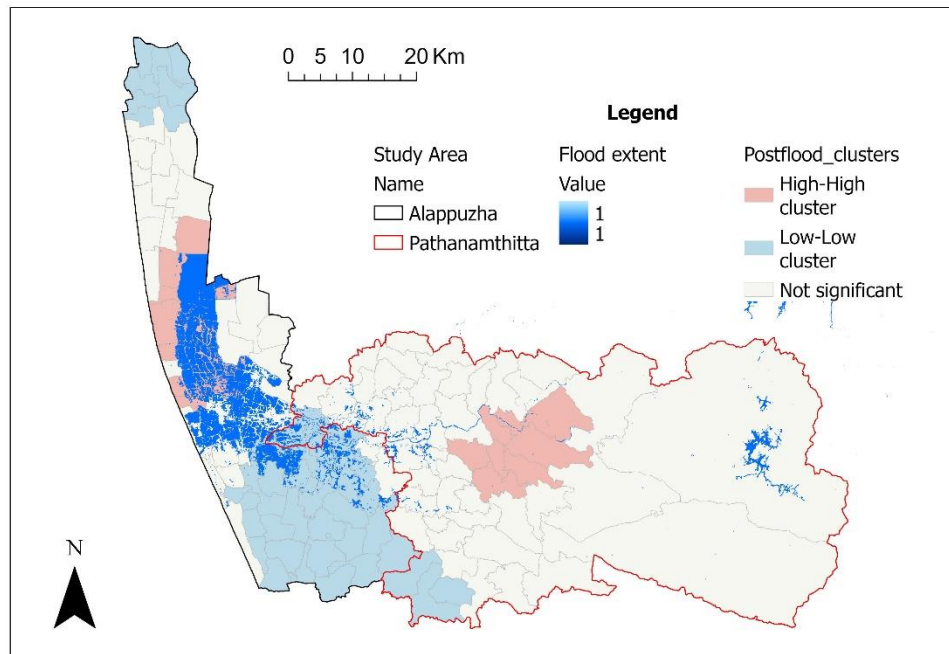 0 5 10 20 Km
Legend
Study Area
Name
Alappuzha
Pathanamthitta
Flood extent
Value
1
1
Postflood_clusters
High-High
cluster
Low-Low
cluster
Not significant
N